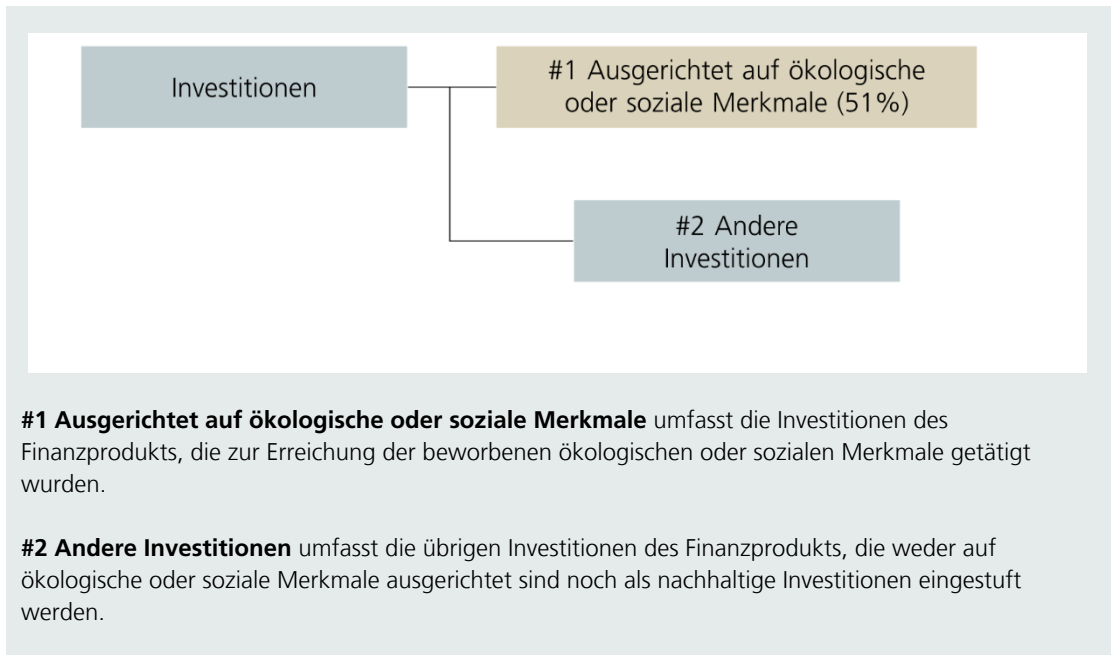 Investitionen
#1 Ausgerichtet auf ökologische
oder soziale Merkmale (51%)
#2 Andere
Investitionen
#1 Ausgerichtet auf ökologische oder soziale Merkmale umfasst die Investitionen des
Finanzprodukts, die zur Erreichung der beworbenen ökologischen oder sozialen Merkmale getätigt
wurden.
#2 Andere Investitionen umfasst die übrigen Investitionen des Finanzprodukts, die weder auf
ökologische oder soziale Merkmale ausgerichtet sind noch als nachhaltige Investitionen eingestuft
werden.